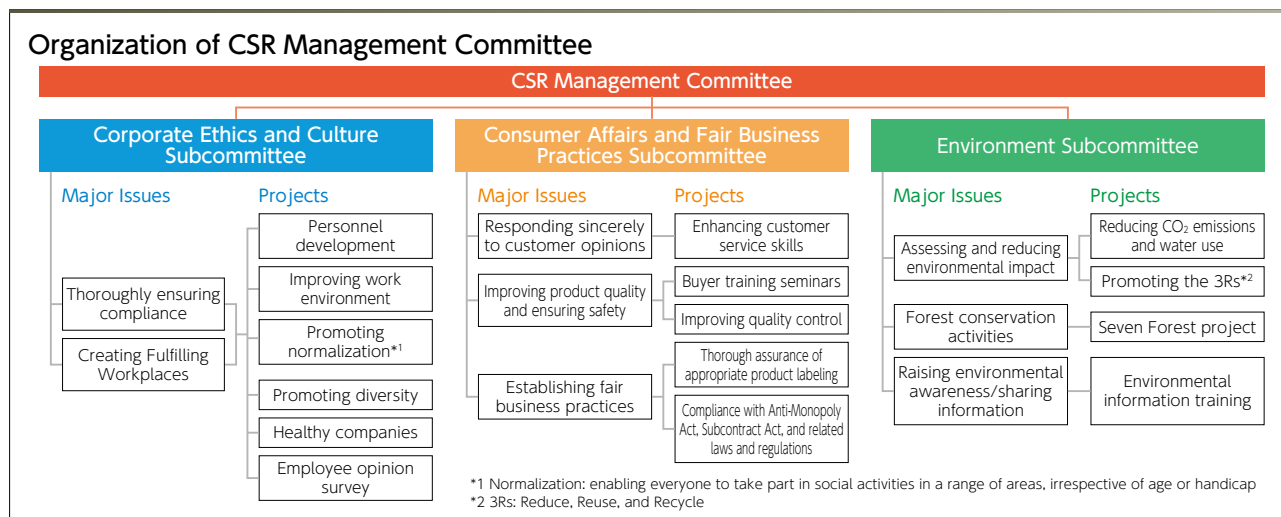 Organization of CSR Management Committee
CSR Management Committee
Corporate Ethics and Culture
Subcommittee
Major Issues
Projects
Thoroughly ensuring
compliance
Creating Fulfilling
Workplaces
Personnel
development
Improving work
environment
Promoting
normalization*1
Promoting diversity
Healthy companies
Employee opinion
survey
Consumer Affairs and Fair Business
Practices Subcommittee
Major Issues
Projects
Responding sincerely
to customer opinions
Enhancing customer
service skills
Improving product quality
and ensuring safety
Buyer training seminars
Improving quality control
Establishing fair
business practices
Thorough assurance of
appropriate product labeling
Compliance with Anti-Monopoly
Act, Subcontract Act, and related
laws and regulations
Environment Subcommittee
Major Issues
Projects
Assessing and reducing
environmental impact
Reducing CO₂ emissions
and water use
Promoting the 3Rs*2
Forest conservation
activities
Seven Forest project
Raising environmental
awareness/sharing
information
Environmental
information training
*1 Normalization: enabling everyone to take part in social activities in a range of areas, irrespective of age or handicap
*2 3Rs: Reduce, Reuse, and Recycle